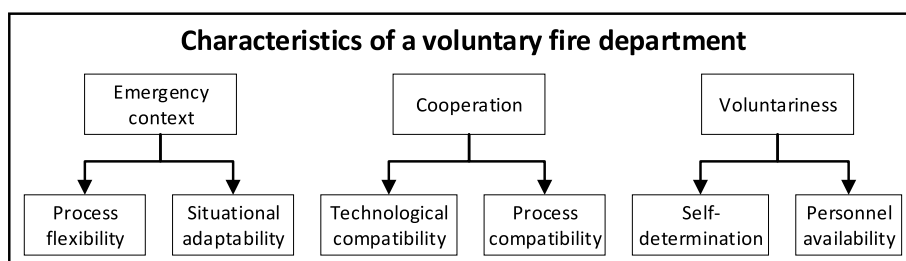 Characteristics of a voluntary fire department
Emergency
context
Cooperation
Voluntariness
Process
flexibility
Situational
adaptability
Technological
compatibility
Process
compatibility
Self-
determination
Personnel
availability